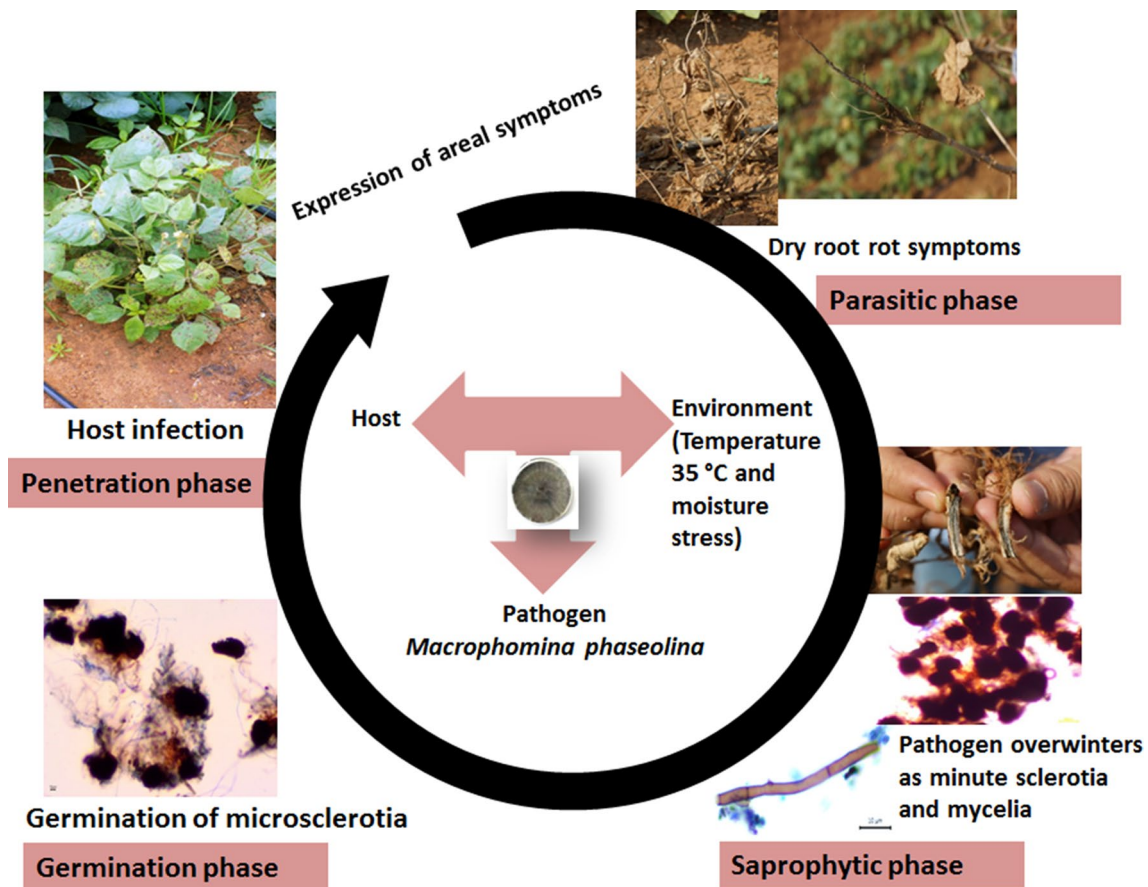 Expression of areal symptoms
Dry root rot symptoms
Parasitic phase
Host infection
Penetration phase
Host
Environment
(Temperature
35 °C and
moisture
stress)
Pathogen
Macrophomina phaseolina
Germination of microsclerotia
Germination phase
Pathogen overwinters
as minute sclerotia
and mycelia
Saprophytic phase